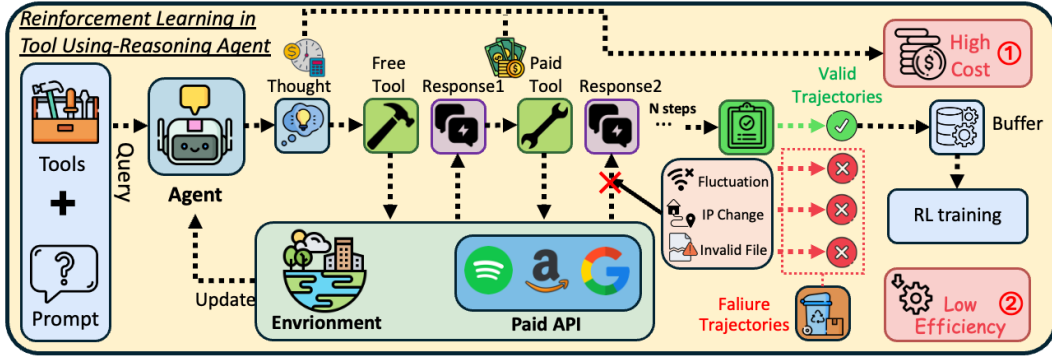 Reinforcement Learning in
Tool Using-Reasoning Agent
Tools
+
Prompt
Query
Agent
Thought
Free
Tool
Response1
Paid
Tool
Response2
N steps
...
Valid
Trajectories
High
Cost
①
Buffer
RL training
Fluctuation
IP Change
Invalid File
Update
Envrionment
Paid API
Faliure
Trajectories
Low
Efficiency
②